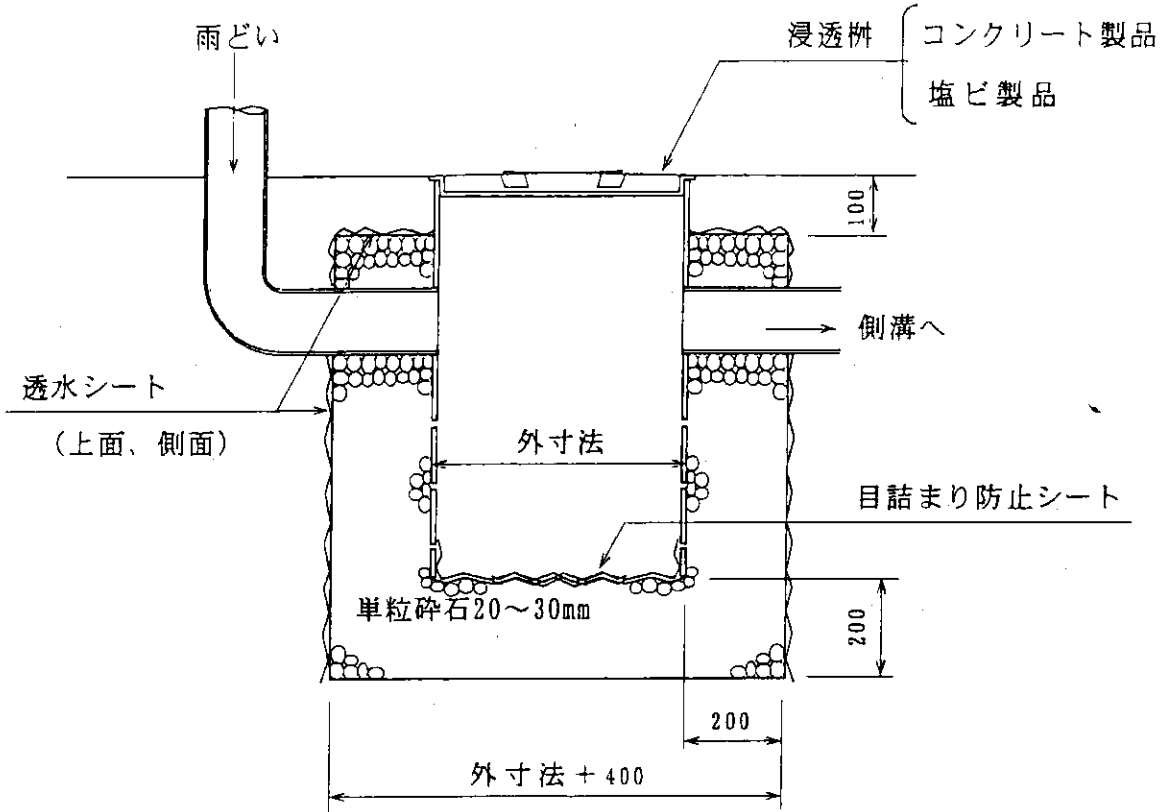 雨どい
浸透桝
コンクリート製品
塩ビ製品
100
側溝へ
透水シート
（上面、側面）
外寸法
目詰まり防止シート
単粒砕石20～30mm
200
200
外寸法＋400